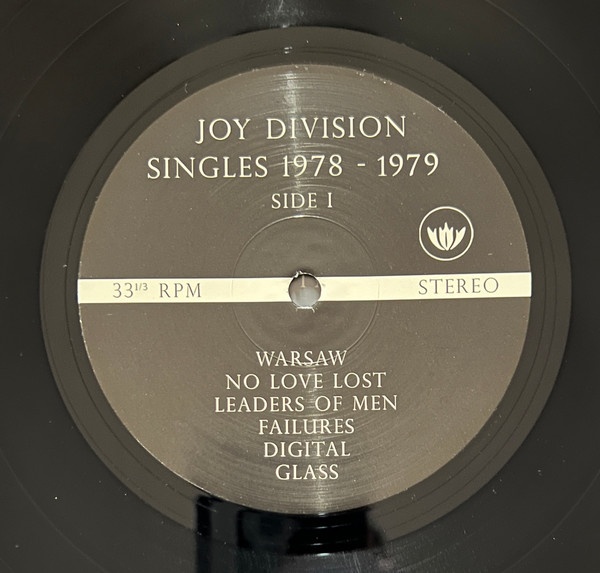 JOY DIVISION
SINGLES 1978 - 1979
SIDE I
33 1/3 RPM
STEREO
WARSAW
NO LOVE LOST
LEADERS OF MEN
FAILURES
DIGITAL
GLASS